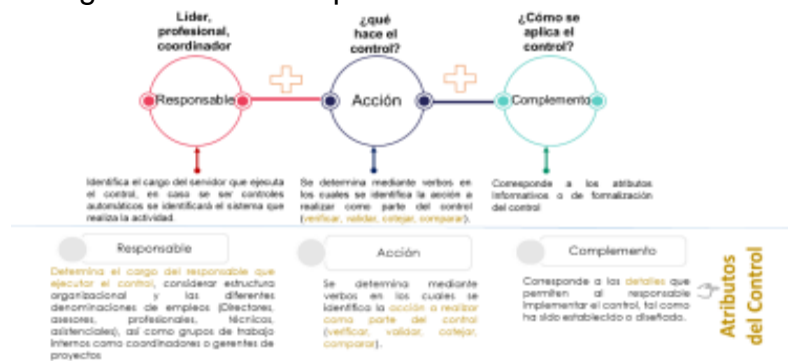 Líder,
profesional,
coordinador
¿qué
hace el
control?
¿Cómo se
aplica el
control?
Responsable
Acción
Complemento
Identifica el cargo del servidor que ejecuta
el control, en caso se ser controles
automáticos se identificará el sistema que
realiza la actividad.
Se determina mediante verbos en
los cuales se identifica la acción a
realizar como parte del control
(verificar, validar, cotejar, comparar).
Corresponde a los atributos
informativos o de formalización
del control
Responsable
Determina el cargo del responsable que
ejecutar el control, considerar estructura
organizacional y las diferentes
denominaciones de empleos (Directores,
asesores, profesionales, técnicos,
asistenciales), así como grupos de trabajo
internos como coordinadores o gerentes de
proyectos
Acción
Se determina mediante
verbos en los cuales se
identifica la acción a realizar
como parte del control
(verificar, validar, cotejar,
comparar).
Complemento
Corresponde a los detalles que
permiten al responsable
implementar el control, tal como
ha sido establecido o diseñado.
Atributos
del Control